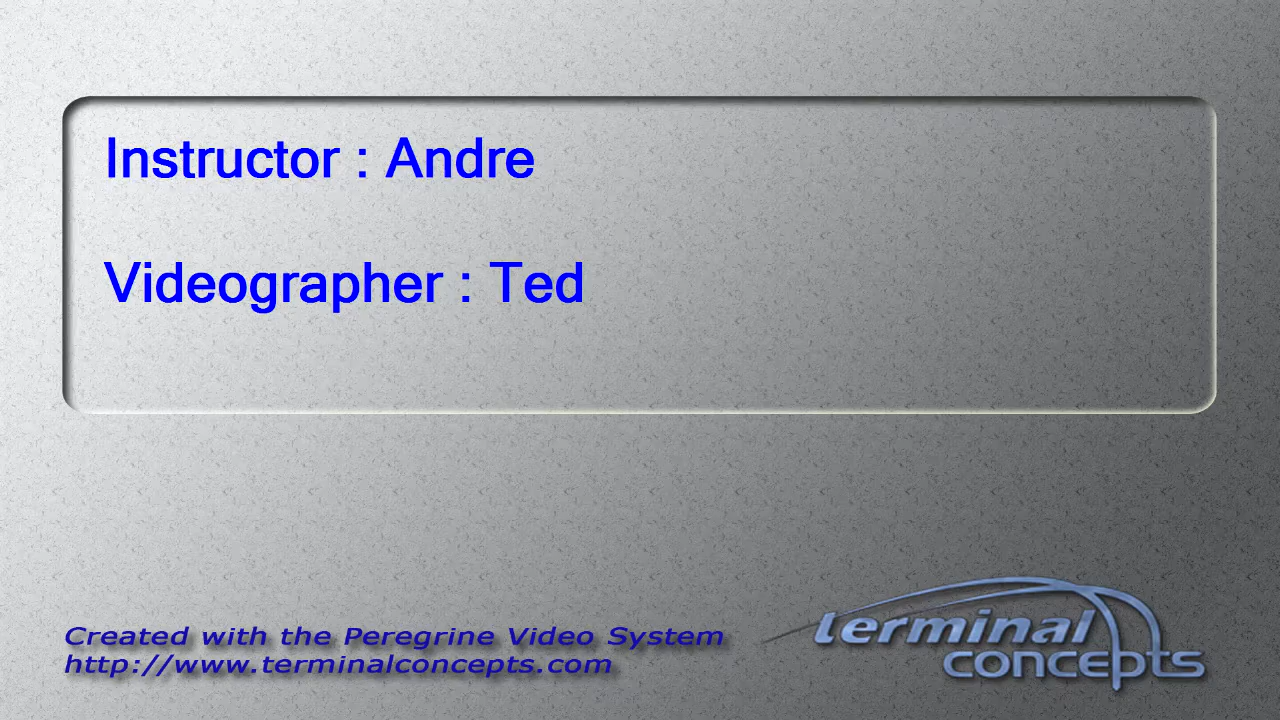 Instructor : Andre
Videographer : Ted
Created with the Peregrine Video System
http://www.terminalconcepts.com
terminal
concepts